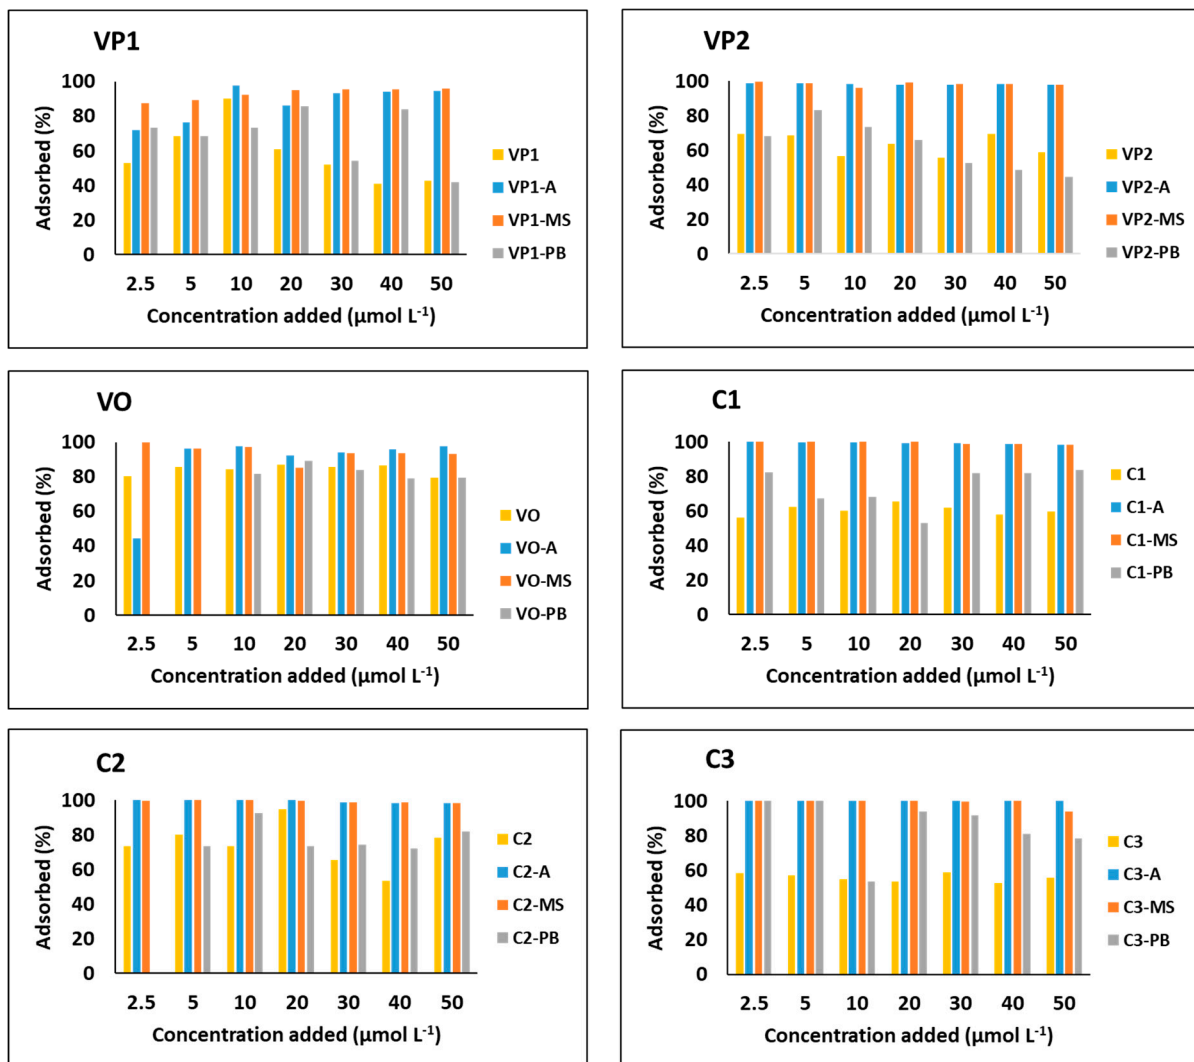 VP1
100
80
60
40
20
0
Adsorbed (%)
2.5 5 10 20 30 40 50
Concentration added (µmol L⁻¹)
VP1
VP1-A
VP1-MS
VP1-PB
VP2
100
80
60
40
20
0
Adsorbed (%)
2.5 5 10 20 30 40 50
Concentration added (µmol L⁻¹)
VP2
VP2-A
VP2-MS
VP2-PB
VO
100
80
60
40
20
0
Adsorbed (%)
2.5 5 10 20 30 40 50
Concentration added (µmol L⁻¹)
VO
VO-A
VO-MS
VO-PB
C1
100
80
60
40
20
0
Adsorbed (%)
2.5 5 10 20 30 40 50
Concentration added (µmol L⁻¹)
C1
C1-A
C1-MS
C1-PB
C2
100
80
60
40
20
0
Adsorbed (%)
2.5 5 10 20 30 40 50
Concentration added (µmol L⁻¹)
C2
C2-A
C2-MS
C2-PB
C3
100
80
60
40
20
0
Adsorbed (%)
2.5 5 10 20 30 40 50
Concentration added (µmol L⁻¹)
C3
C3-A
C3-MS
C3-PB